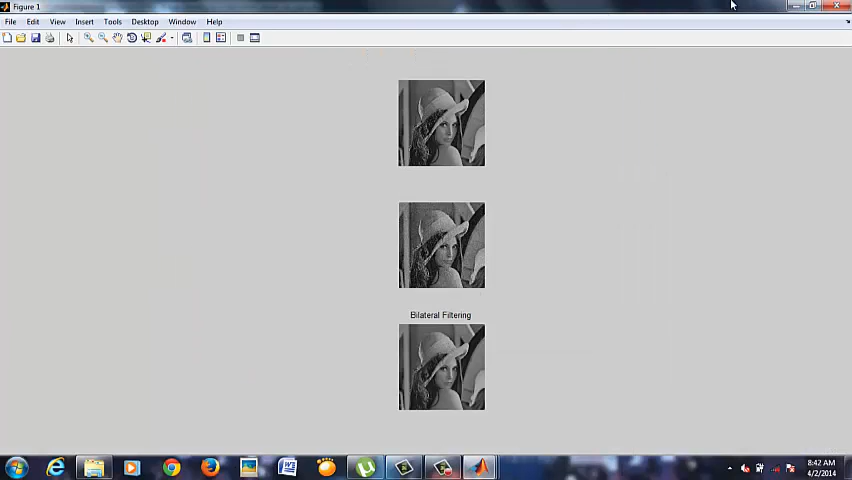 Figure 1
File Edit View Insert Tools Desktop Window Help
Bilateral Filtering
8:42 AM
4/2/2014